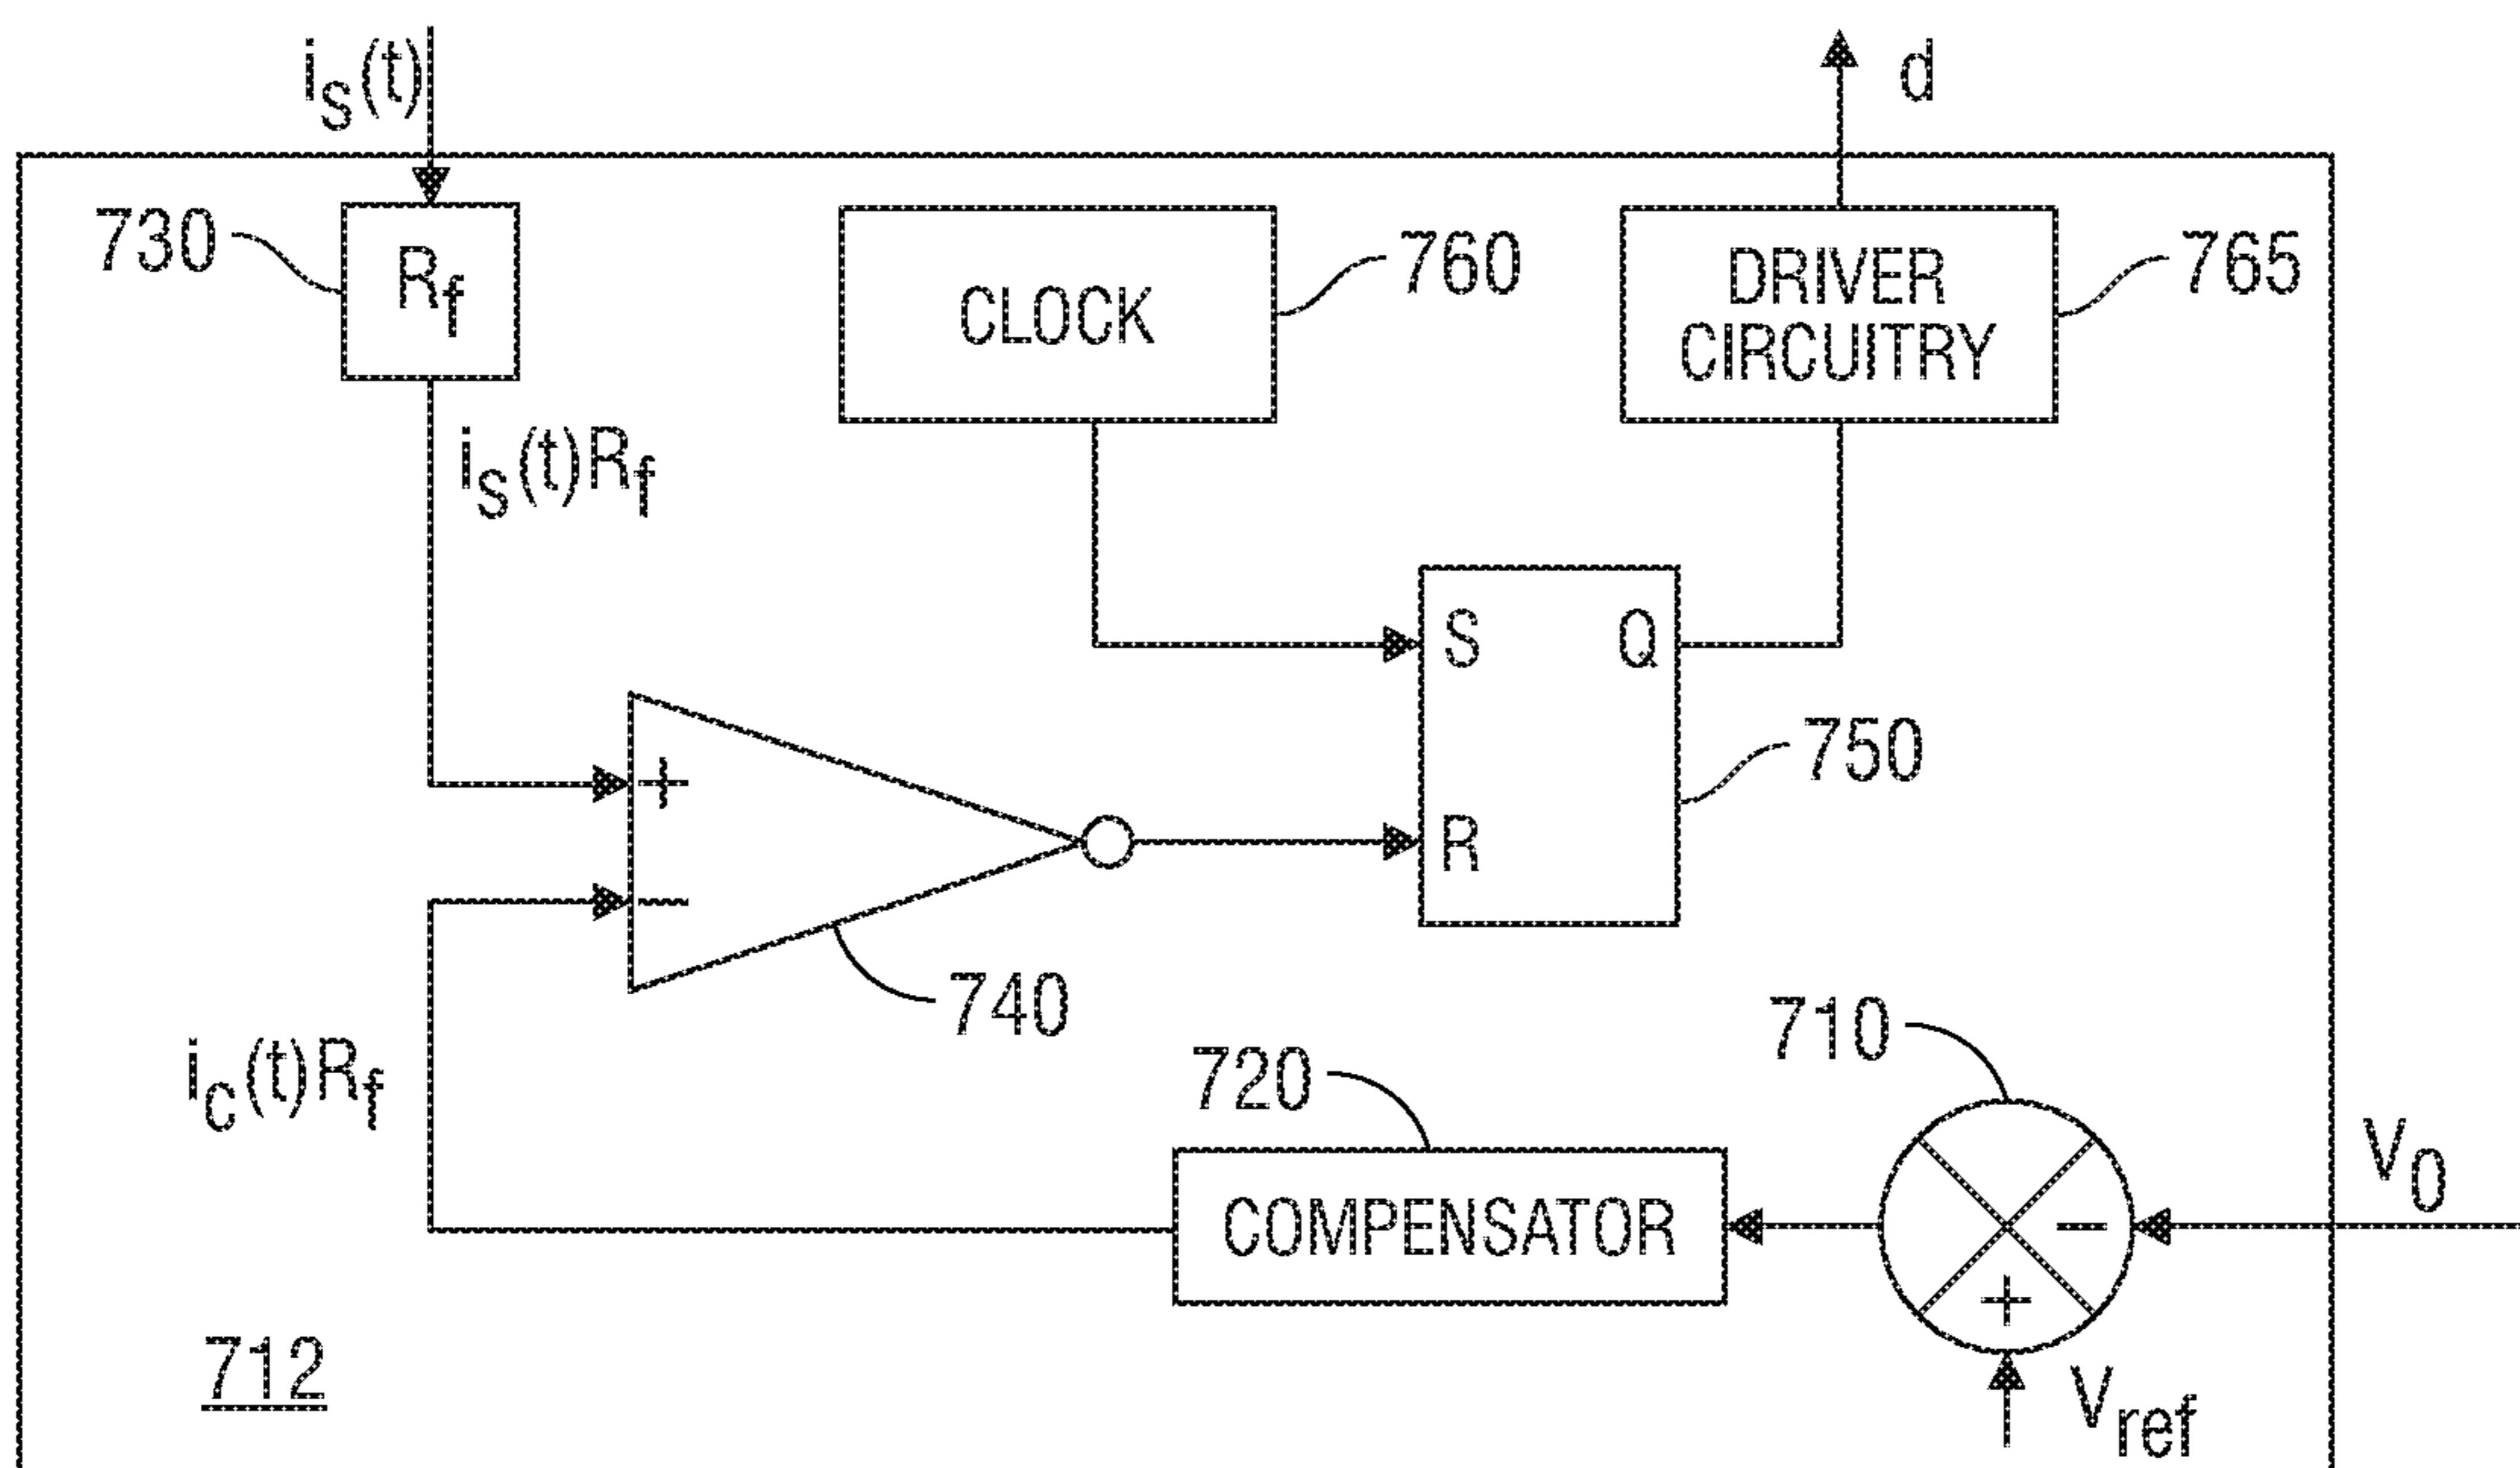 is(t)
d
730
Rf
CLOCK
760
DRIVER
CIRCUITRY
765
is(t)Rf
S
Q
+
750
R
−
740
710
ic(t)Rf
720
V0
COMPENSATOR
−
+
712
Vref